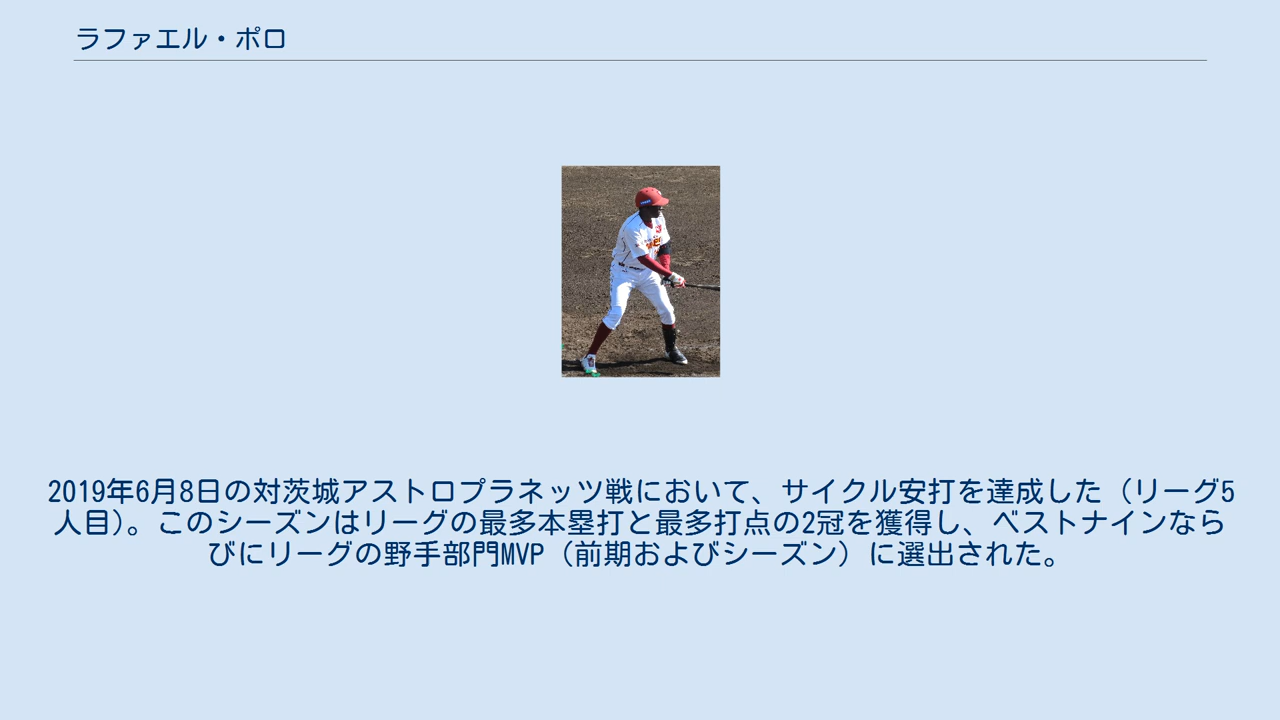 ラファエル・ポロ
2019年6月8日の対茨城アストロプラネッツ戦において、サイクル安打を達成した（リーグ5
人目）。このシーズンはリーグの最多本塁打と最多打点の2冠を獲得し、ベストナインなら
びにリーグの野手部門MVP（前期およびシーズン）に選出された。